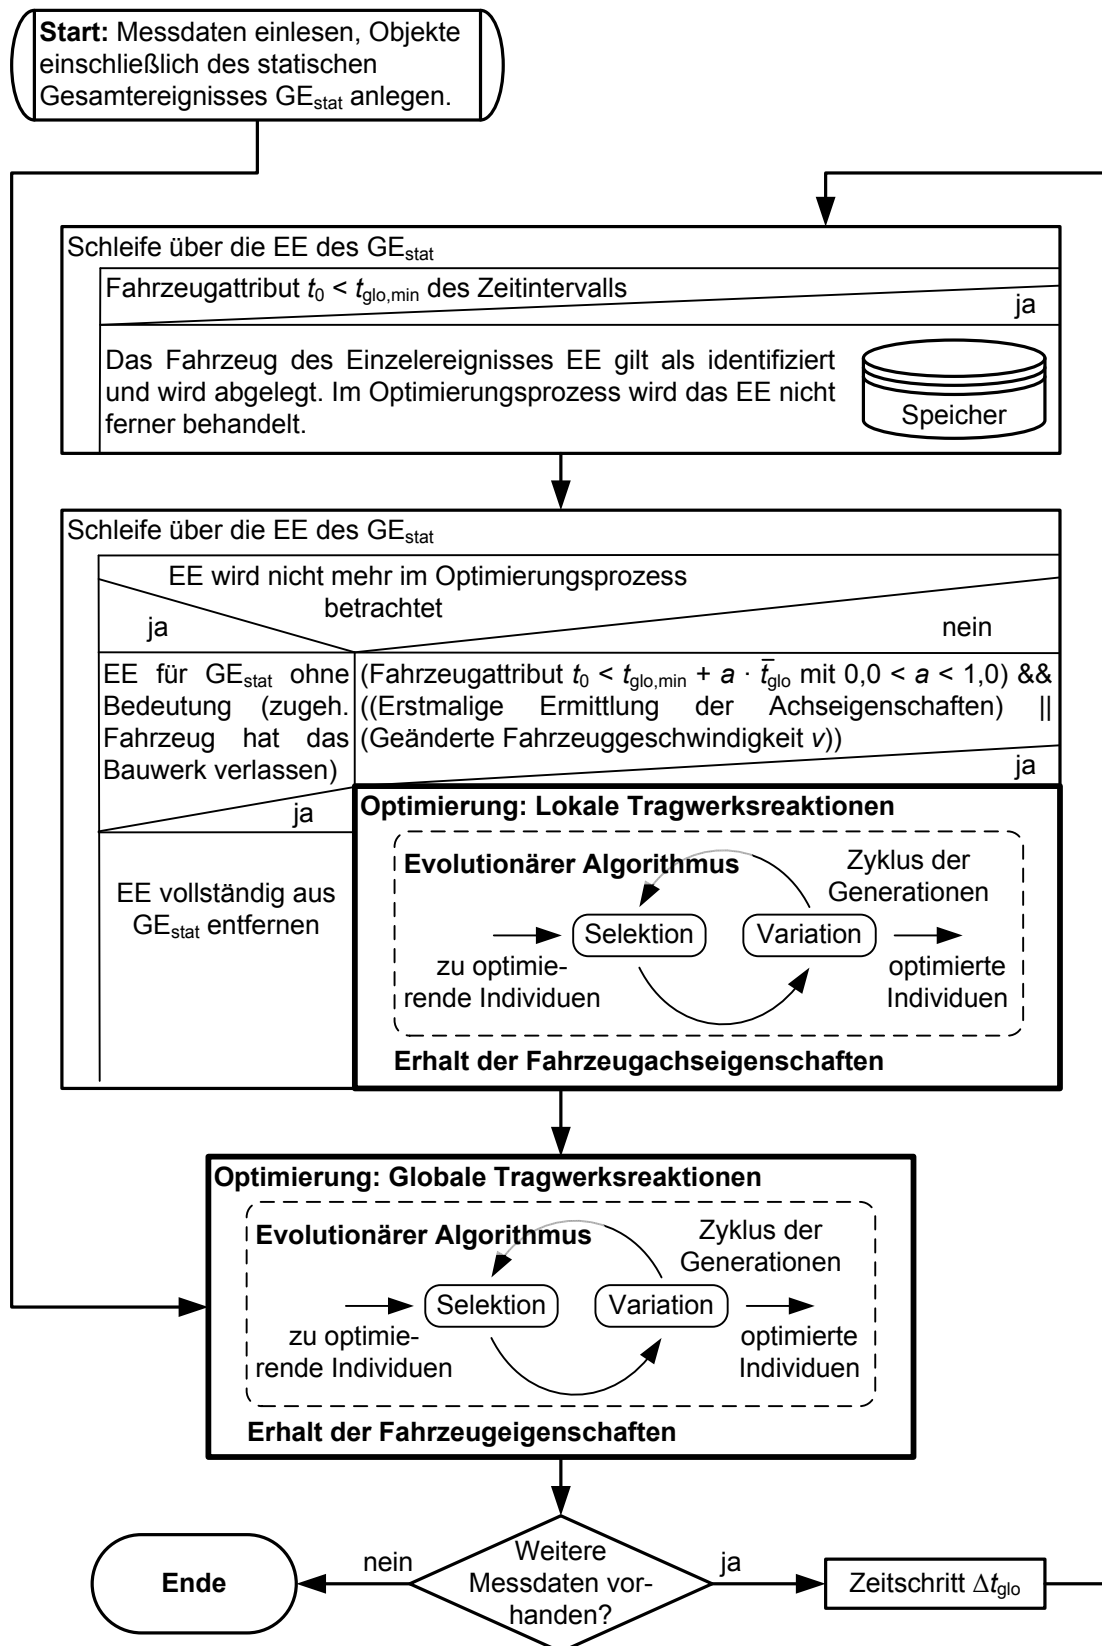 Start: Messdaten einlesen, Objekte
einschließlich des statischen
Gesamtereignisses GEstat anlegen.
Schleife über die EE des GEstat
Fahrzeugattribut t0 < tglo,min des Zeitintervalls
ja
Das Fahrzeug des Einzelereignisses EE gilt als identifiziert
und wird abgelegt. Im Optimierungsprozess wird das EE nicht
ferner behandelt.
Speicher
Schleife über die EE des GEstat
EE wird nicht mehr im Optimierungsprozess
betrachtet
ja
nein
EE für GEstat ohne
Bedeutung (zugeh.
Fahrzeug hat das
Bauwerk verlassen)
ja
EE vollständig aus
GEstat entfernen
(Fahrzeugattribut t0 < tglo,min + a · t̄glo mit 0,0 < a < 1,0) &&
((Erstmalige Ermittlung der Achseigenschaften) ||
(Geänderte Fahrzeuggeschwindigkeit v))
ja
Optimierung: Lokale Tragwerksreaktionen
Evolutionärer Algorithmus
Zyklus der
Generationen
Selektion
Variation
zu optimie-
rende Individuen
optimierte
Individuen
Erhalt der Fahrzeugachseigenschaften
Optimierung: Globale Tragwerksreaktionen
Evolutionärer Algorithmus
Zyklus der
Generationen
Selektion
Variation
zu optimie-
rende Individuen
optimierte
Individuen
Erhalt der Fahrzeugeigenschaften
Weitere
Messdaten vor-
handen?
nein
ja
Ende
Zeitschritt Δtglo